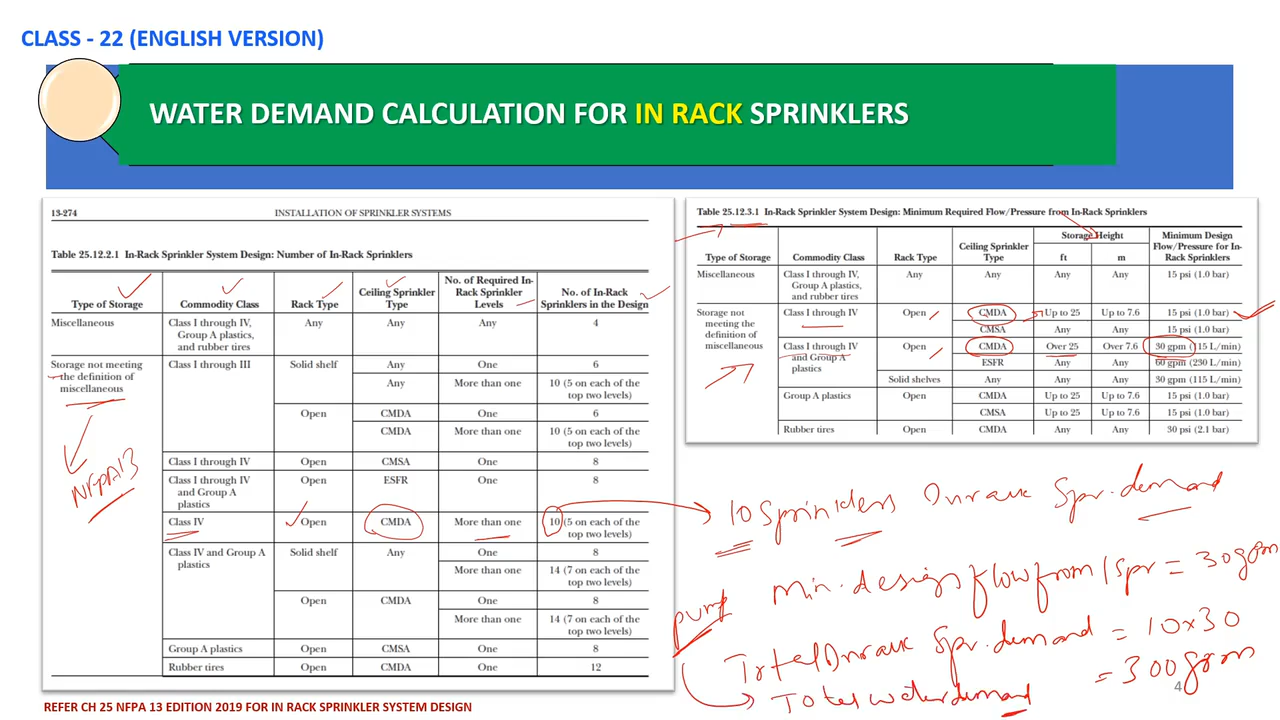 CLASS - 22 (ENGLISH VERSION)
WATER DEMAND CALCULATION FOR IN RACK SPRINKLERS
13-274 INSTALLATION OF SPRINKLER SYSTEMS
Table 25.12.2.1 In-Rack Sprinkler System Design: Number of In-Rack Sprinklers
Type of Storage Commodity Class Rack Type Ceiling Sprinkler Type No. of Required In-Rack Sprinkler Levels No. of In-Rack Sprinklers in the Design
Miscellaneous Class I through IV, Group A plastics, and rubber tires Any Any Any 4
Storage not meeting the definition of miscellaneous Class I through III Solid shelf Any One 6
Any More than one 10 (5 on each of the top two levels)
Open CMDA One 6
CMDA More than one 10 (5 on each of the top two levels)
Class I through IV Open CMSA One 8
Class I through IV and Group A plastics Open ESFR One 8
Class IV Open CMDA More than one 10 (5 on each of the top two levels)
Class IV and Group A plastics Solid shelf Any One 8
More than one 14 (7 on each of the top two levels)
Open CMDA One 8
More than one 14 (7 on each of the top two levels)
Group A plastics Open CMSA One 8
Rubber tires Open CMDA One 12
NFPA13
Table 25.12.3.1 In-Rack Sprinkler System Design: Minimum Required Flow/Pressure from In-Rack Sprinklers
Type of Storage Commodity Class Rack Type Ceiling Sprinkler Type Storage Height ft m Minimum Design Flow/Pressure for In-Rack Sprinklers
Miscellaneous Class I through IV, Group A plastics, and rubber tires Any Any Any Any 15 psi (1.0 bar)
Storage not meeting the definition of miscellaneous Class I through IV Open CMDA Up to 25 Up to 7.6 15 psi (1.0 bar)
CMSA Any Any 15 psi (1.0 bar)
Class I through IV and Group A plastics Open CMDA Over 25 Over 7.6 30 gpm (115 L/min)
ESFR Any Any 60 gpm (230 L/min)
Solid shelves Any Any Any 30 gpm (115 L/min)
Group A plastics Open CMDA Up to 25 Up to 7.6 15 psi (1.0 bar)
CMSA Up to 25 Up to 7.6 15 psi (1.0 bar)
Rubber tires Open CMDA Any Any 30 psi (2.1 bar)
10 Sprinklers Inrack Spr. demand
Min. design flow from 1 Spr = 30 gpm
pump
Total Inrack Spr. demand = 10x30
= 300 gpm
Total water demand
4
REFER CH 25 NFPA 13 EDITION 2019 FOR IN RACK SPRINKLER SYSTEM DESIGN